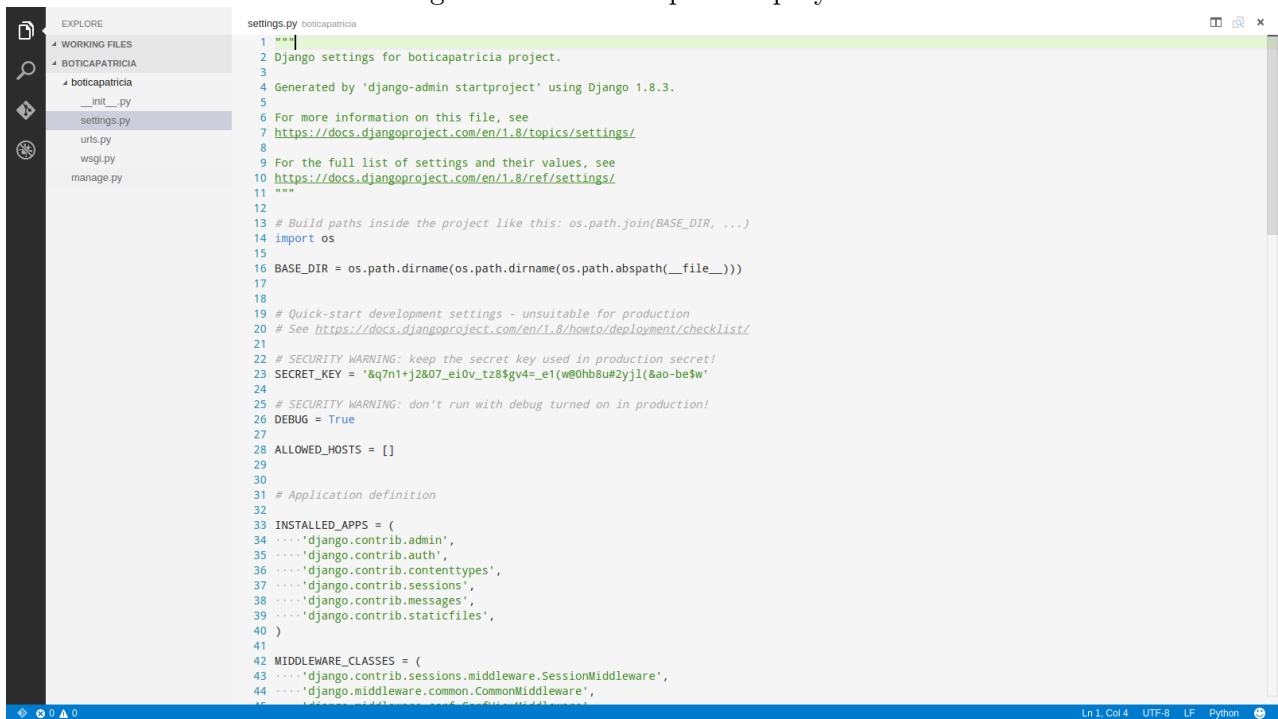 EXPLORE
WORKING FILES
BOTICAPATRICIA
boticapatricia
__init__.py
settings.py
urls.py
wsgi.py
manage.py
settings.py boticapatricia
1 """
2 Django settings for boticapatricia project.
3
4 Generated by 'django-admin startproject' using Django 1.8.3.
5
6 For more information on this file, see
7 https://docs.djangoproject.com/en/1.8/topics/settings/
8
9 For the full list of settings and their values, see
10 https://docs.djangoproject.com/en/1.8/ref/settings/
11 """
12
13 # Build paths inside the project like this: os.path.join(BASE_DIR, ...)
14 import os
15
16 BASE_DIR = os.path.dirname(os.path.dirname(os.path.abspath(__file__)))
17
18
19 # Quick-start development settings - unsuitable for production
20 # See https://docs.djangoproject.com/en/1.8/howto/deployment/checklist/
21
22 # SECURITY WARNING: keep the secret key used in production secret!
23 SECRET_KEY = '&q7n1+j2&07_ei0v_tz8$gv4=_e1(w@0hb8u#2yjl(&ao-be$w'
24
25 # SECURITY WARNING: don't run with debug turned on in production!
26 DEBUG = True
27
28 ALLOWED_HOSTS = []
29
30
31 # Application definition
32
33 INSTALLED_APPS = (
34 ····'django.contrib.admin',
35 ····'django.contrib.auth',
36 ····'django.contrib.contenttypes',
37 ····'django.contrib.sessions',
38 ····'django.contrib.messages',
39 ····'django.contrib.staticfiles',
40 )
41
42 MIDDLEWARE_CLASSES = (
43 ····'django.contrib.sessions.middleware.SessionMiddleware',
44 ····'django.middleware.common.CommonMiddleware',
0 0
Ln 1, Col 4 UTF-8 LF Python